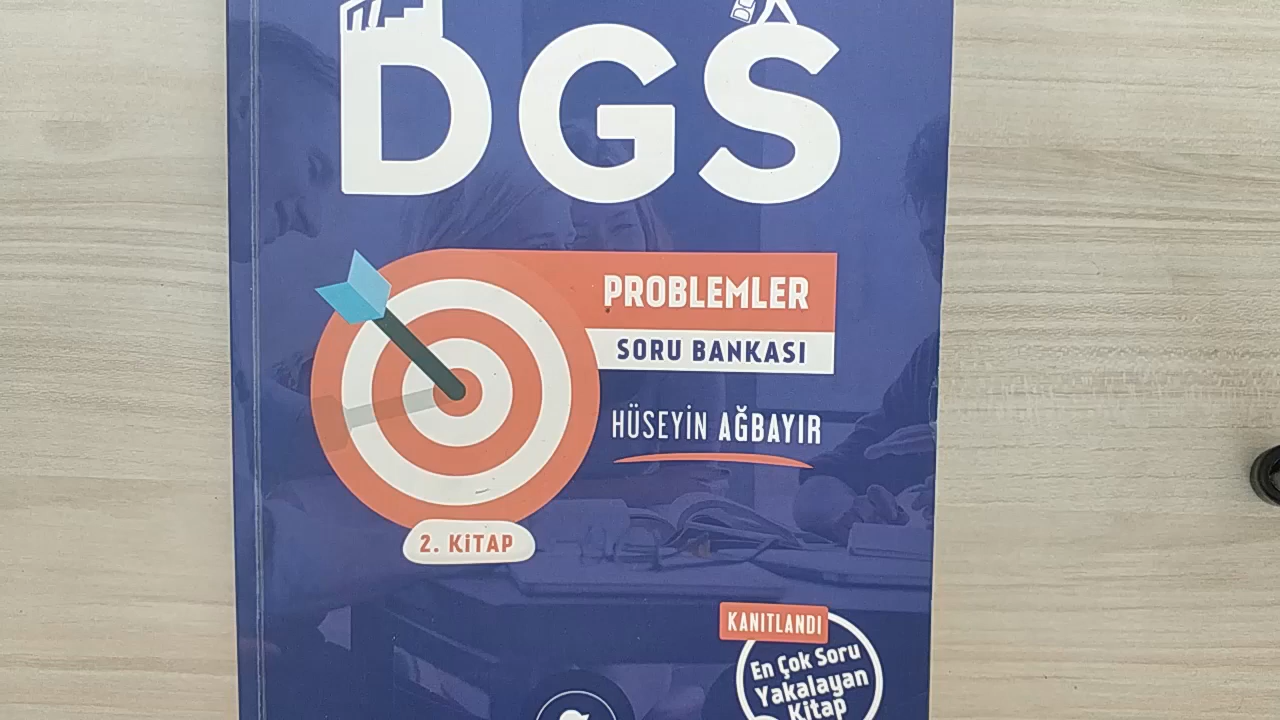 DGS
PROBLEMLER
SORU BANKASI
HÜSEYİN AĞBAYIR
2. KİTAP
KANITLANDI
En Çok Soru
Yakalayan
Kitap